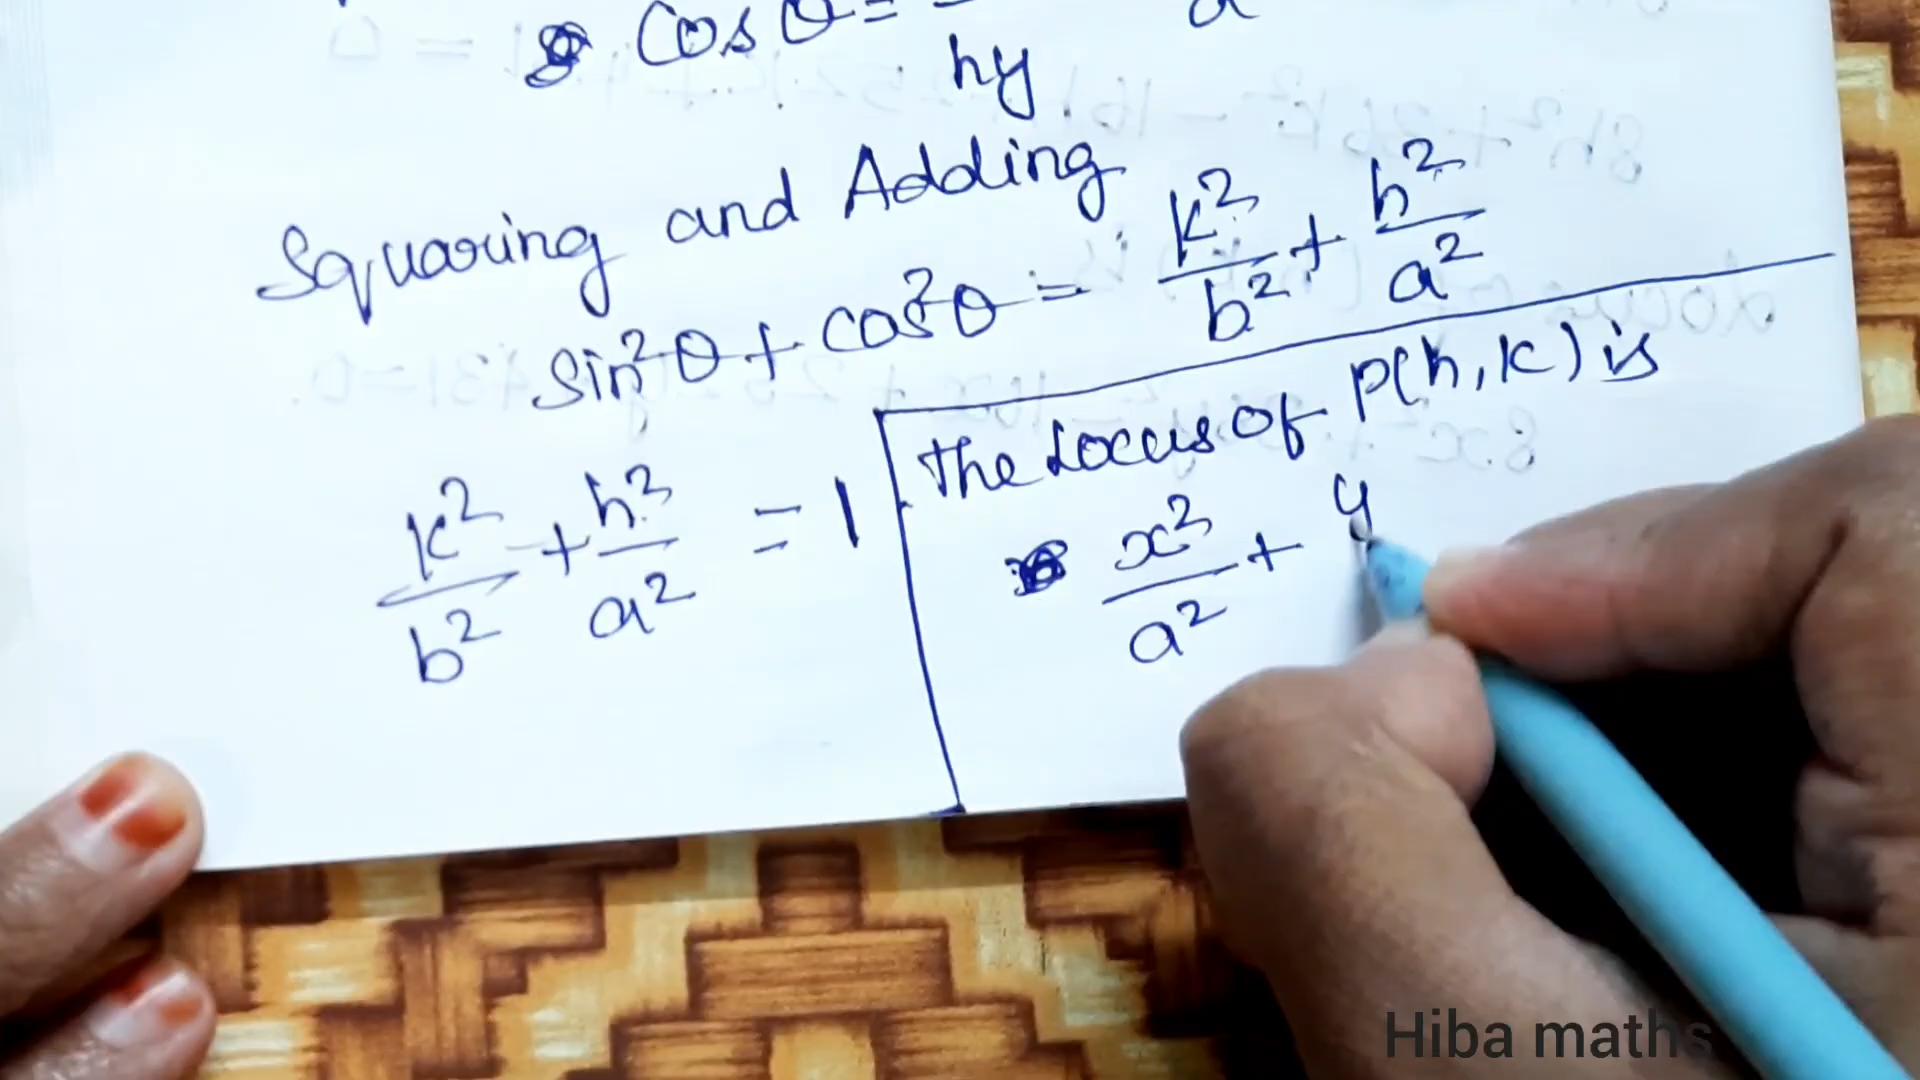 Cos θ = a
hy
Squaring and Adding
sin²θ + cos²θ = k²/b² + h²/a²
k²/b² + h²/a² = 1
The Locus of P(h, k) is
x²/a² + y
Hiba maths